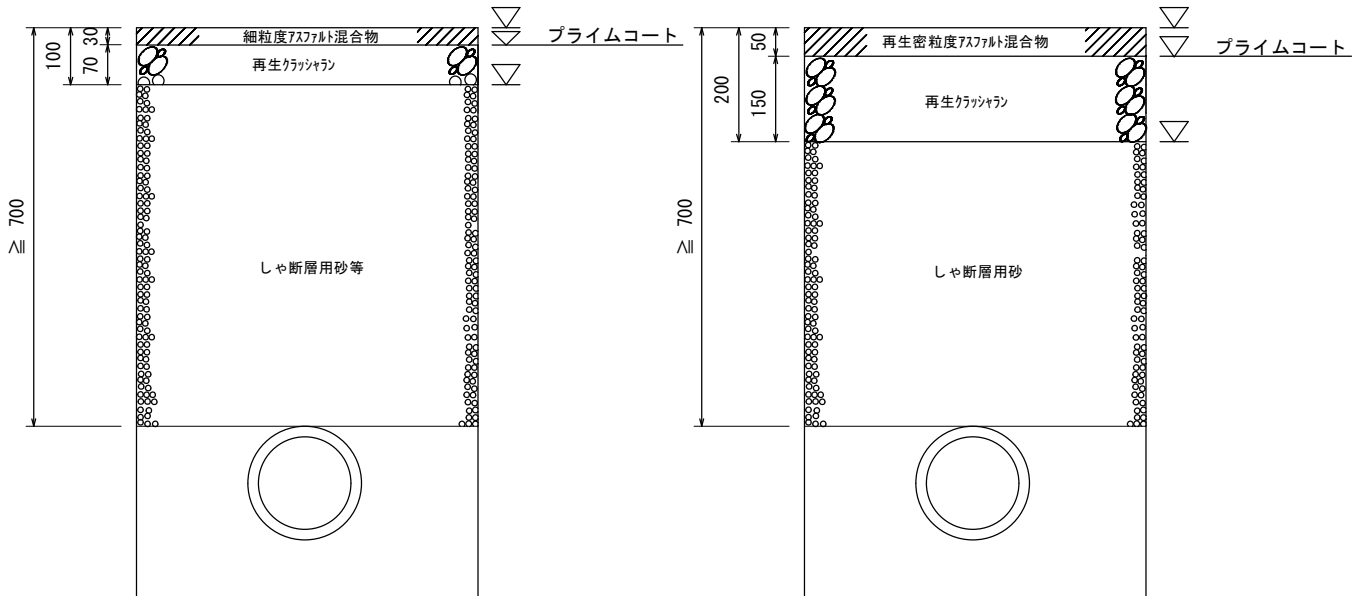 100
30
70
細粒度アスファルト混合物
再生クラッシャラン
プライムコート
≧ 700
しゃ断層用砂等
200
50
150
再生密粒度アスファルト混合物
再生クラッシャラン
プライムコート
≧ 700
しゃ断層用砂